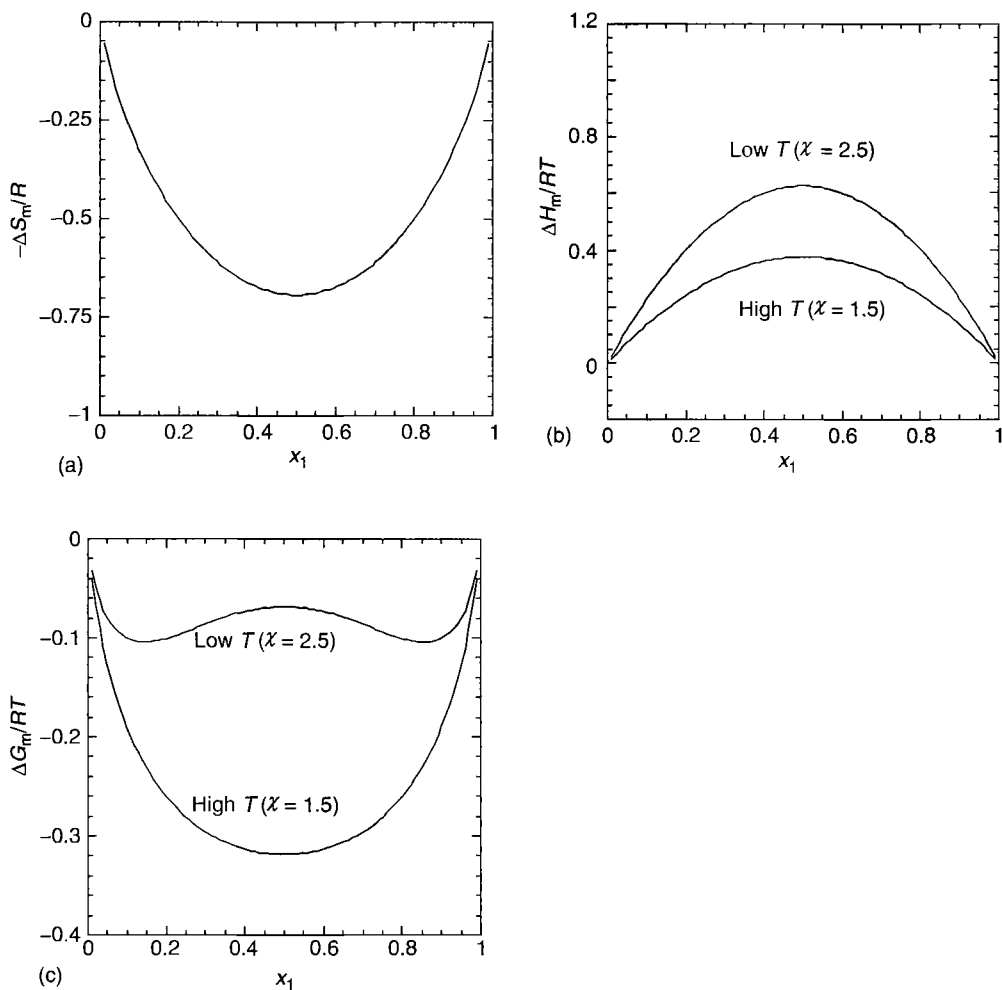 0
−0.25
−0.5
−0.75
−1
−ΔS_m/R
0 0.2 0.4 0.6 0.8 1
x₁
(a)
1.2
0.8
0.4
0
ΔH_m/RT
Low T (χ = 2.5)
High T (χ = 1.5)
0 0.2 0.4 0.6 0.8 1
x₁
(b)
0
−0.1
−0.2
−0.3
−0.4
ΔG_m/RT
Low T (χ = 2.5)
High T (χ = 1.5)
0 0.2 0.4 0.6 0.8 1
x₁
(c)